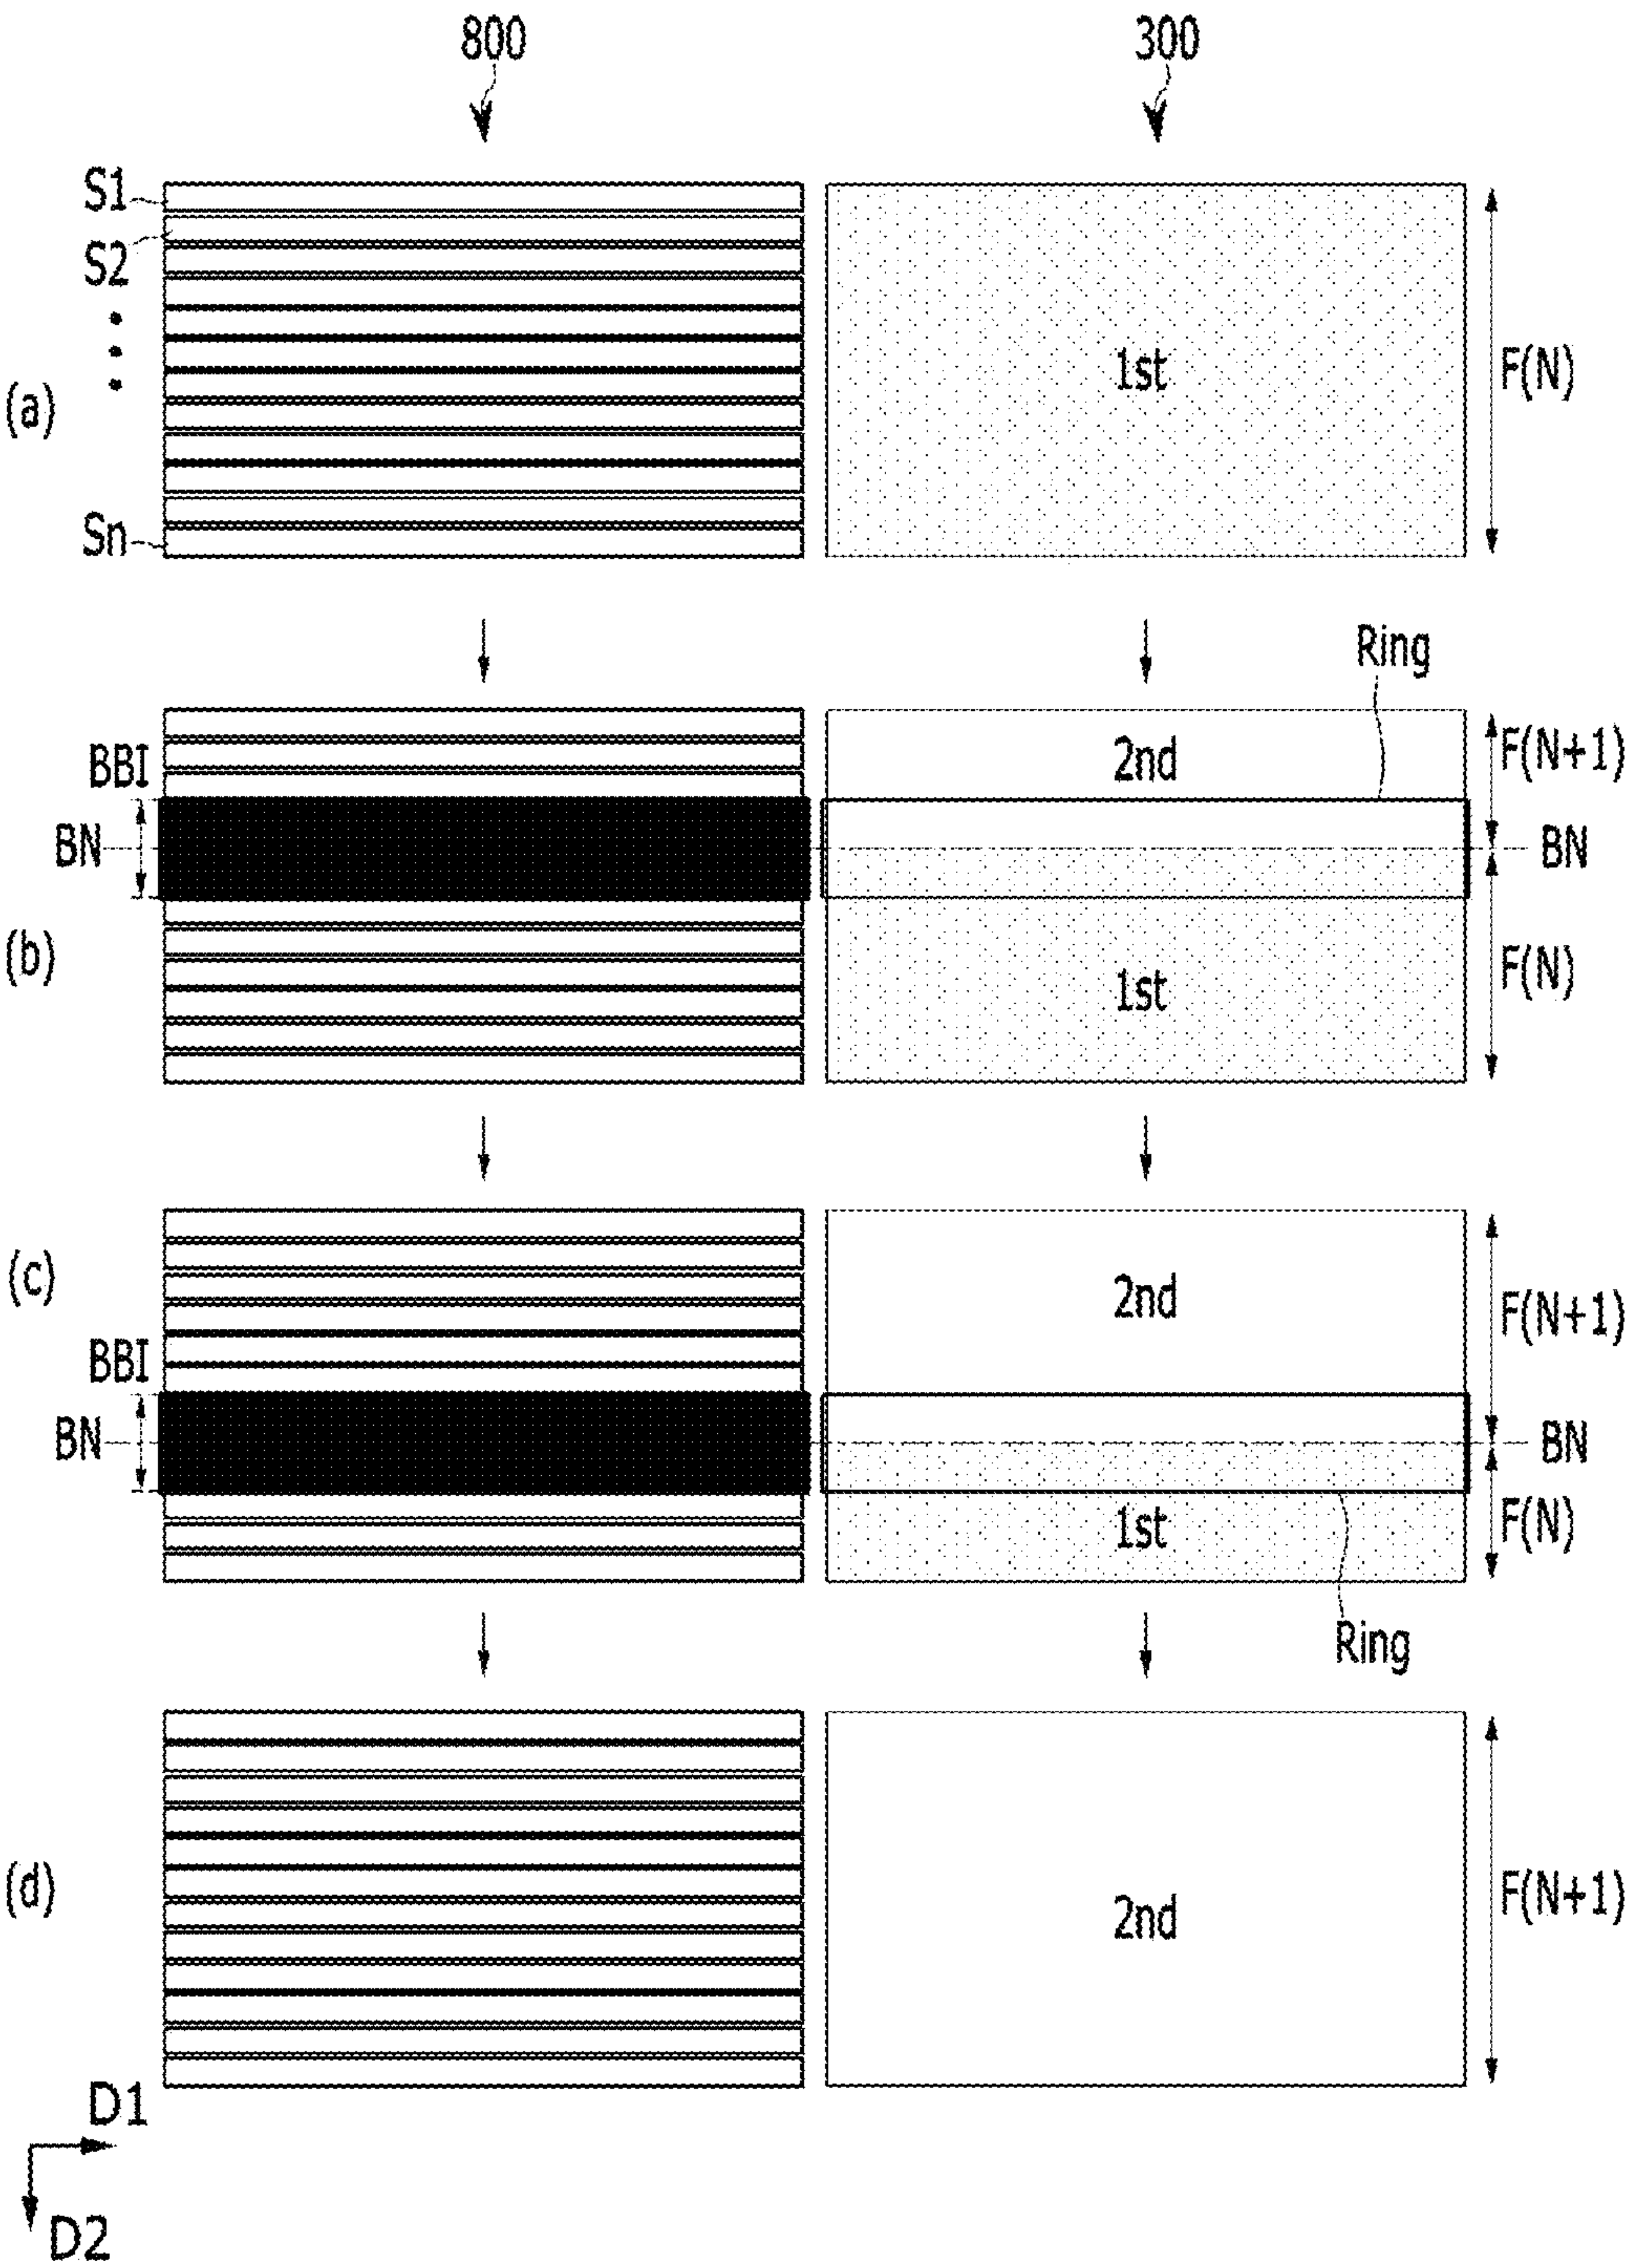 800 300
S1
S2
(a) 1st F(N)
Sn
Ring
BBI 2nd F(N+1)
BN BN
(b) 1st F(N)
(c) 2nd F(N+1)
BBI
BN BN
1st F(N)
Ring
(d) 2nd F(N+1)
D1
D2